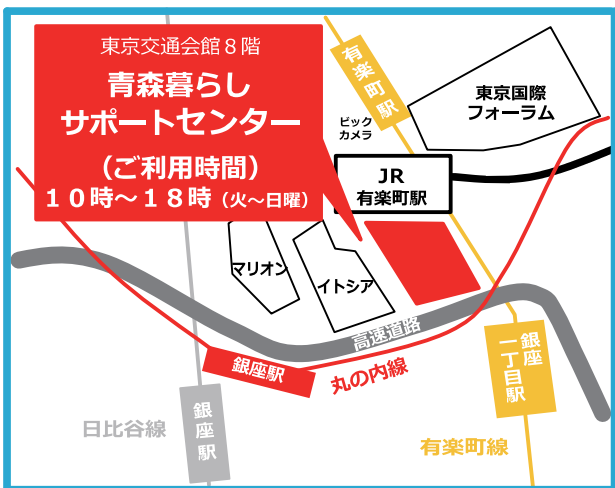 東京交通会館８階
青森暮らし
サポートセンター
（ご利用時間）
１０時～１８時（火～日曜）
有楽町駅
東京国際
フォーラム
ビック
カメラ
JR
有楽町駅
マリオン
イトシア
高速道路
銀座駅
丸の内線
銀座
一丁目駅
日比谷線
銀座駅
有楽町線